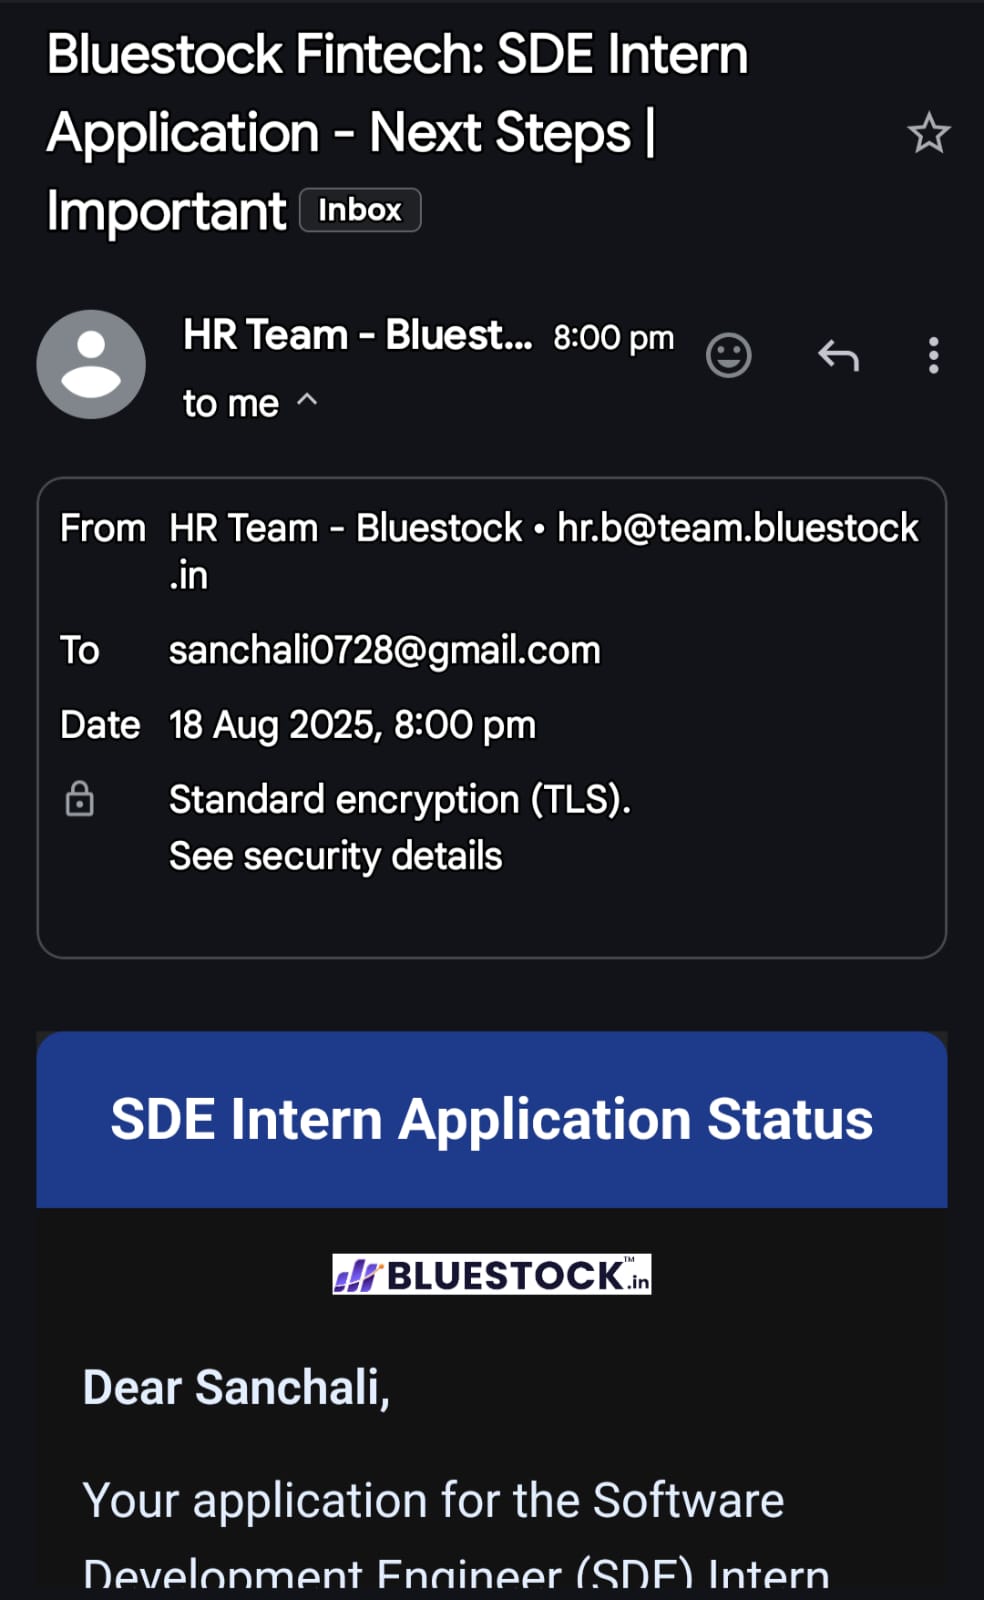 Bluestock Fintech: SDE Intern
Application - Next Steps |
Important Inbox
HR Team - Bluest... 8:00 pm
to me
From HR Team - Bluestock • hr.b@team.bluestock
.in
To sanchali0728@gmail.com
Date 18 Aug 2025, 8:00 pm
Standard encryption (TLS).
See security details
SDE Intern Application Status
BLUESTOCK™.in
Dear Sanchali,
Your application for the Software
Development Engineer (SDE) Intern